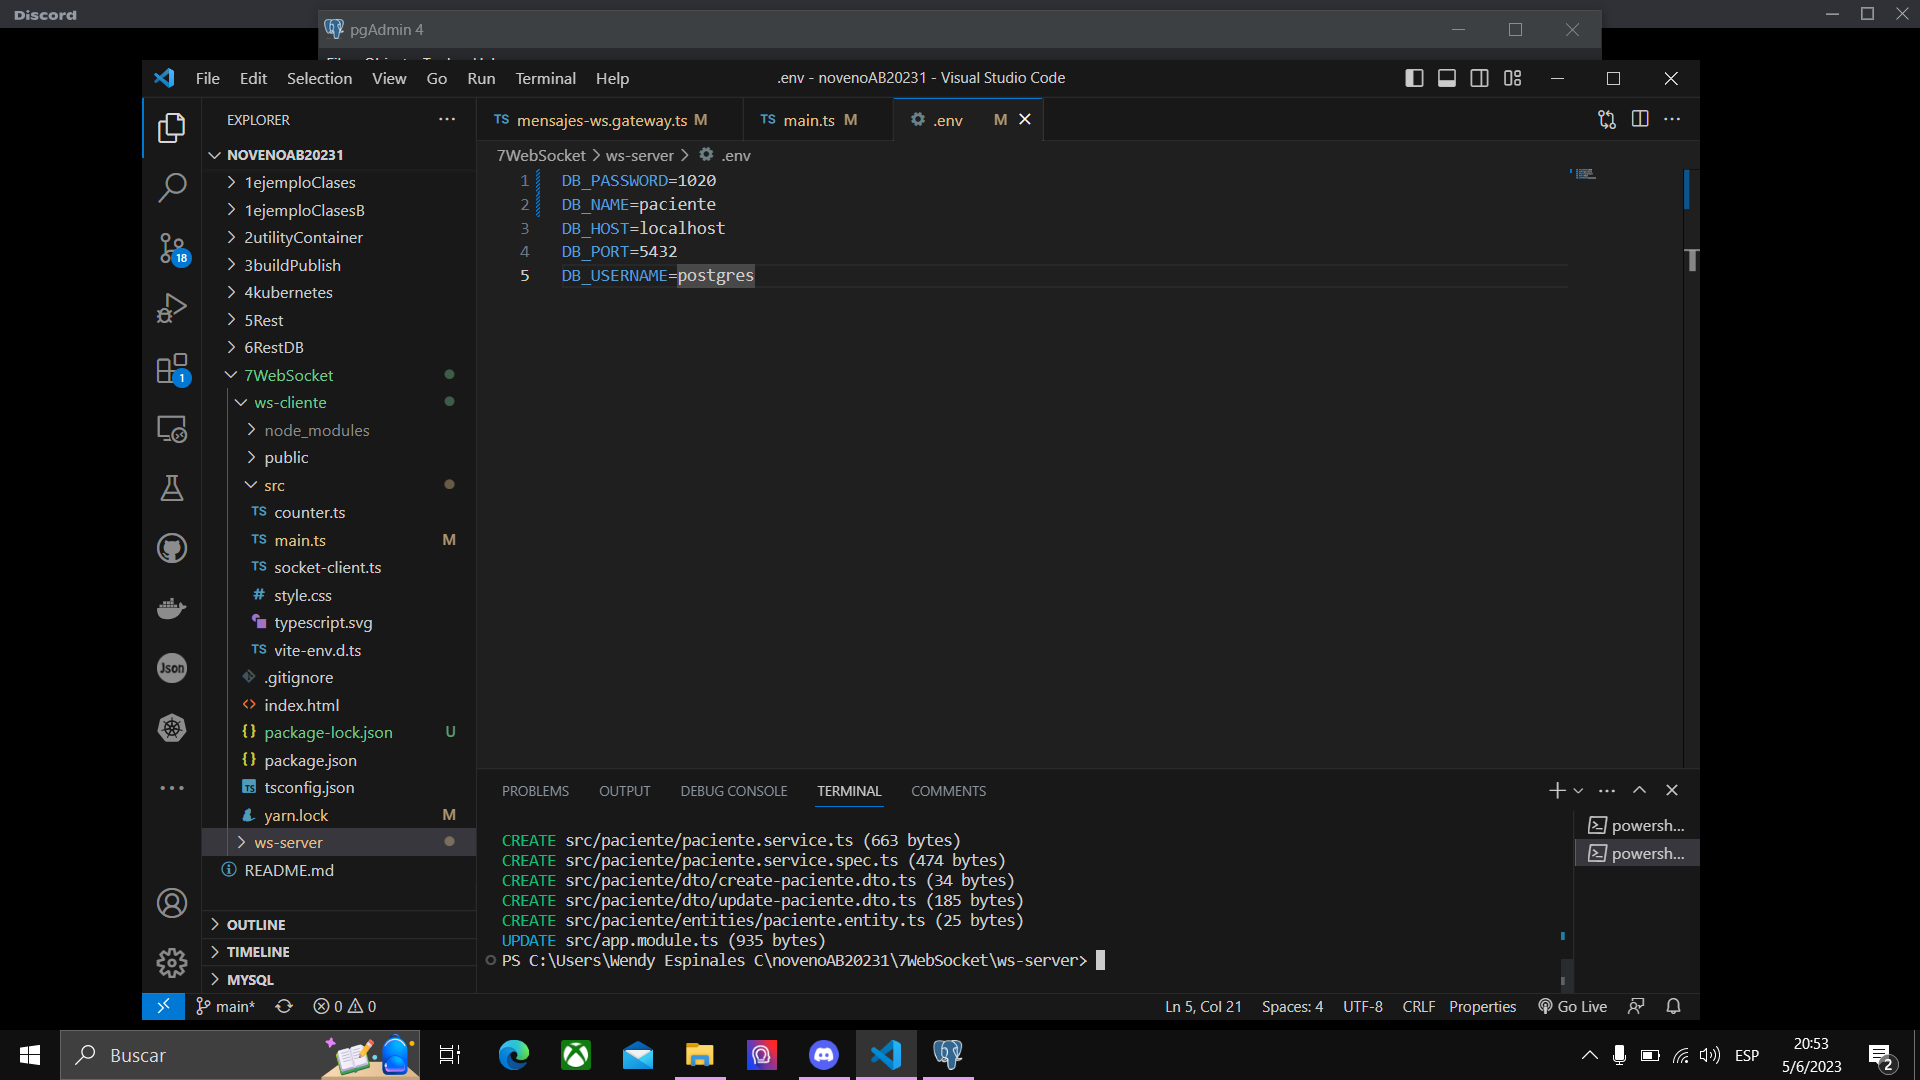 Discord
pgAdmin 4
File Edit Selection View Go Run Terminal Help
.env - novenoAB20231 - Visual Studio Code
EXPLORER
NOVENOAB20231
1ejemploClases
1ejemploClasesB
2utilityContainer
3buildPublish
4kubernetes
5Rest
6RestDB
7WebSocket
ws-cliente
node_modules
public
src
TS counter.ts
TS main.ts M
TS socket-client.ts
# style.css
typescript.svg
TS vite-env.d.ts
.gitignore
<> index.html
{} package-lock.json U
{} package.json
TS tsconfig.json
yarn.lock M
ws-server
README.md
OUTLINE
TIMELINE
MYSQL
18
1
Json
TS mensajes-ws.gateway.ts M
TS main.ts M
.env M
7WebSocket > ws-server > .env
1 DB_PASSWORD=1020
2 DB_NAME=paciente
3 DB_HOST=localhost
4 DB_PORT=5432
5 DB_USERNAME=postgres
PROBLEMS OUTPUT DEBUG CONSOLE TERMINAL COMMENTS
CREATE src/paciente/paciente.service.ts (663 bytes)
CREATE src/paciente/paciente.service.spec.ts (474 bytes)
CREATE src/paciente/dto/create-paciente.dto.ts (34 bytes)
CREATE src/paciente/dto/update-paciente.dto.ts (185 bytes)
CREATE src/paciente/entities/paciente.entity.ts (25 bytes)
UPDATE src/app.module.ts (935 bytes)
PS C:\Users\Wendy Espinales C\novenoAB20231\7WebSocket\ws-server>
powersh...
powersh...
main* 0 0
Ln 5, Col 21 Spaces: 4 UTF-8 CRLF Properties Go Live
Buscar
ESP
20:53
5/6/2023
2